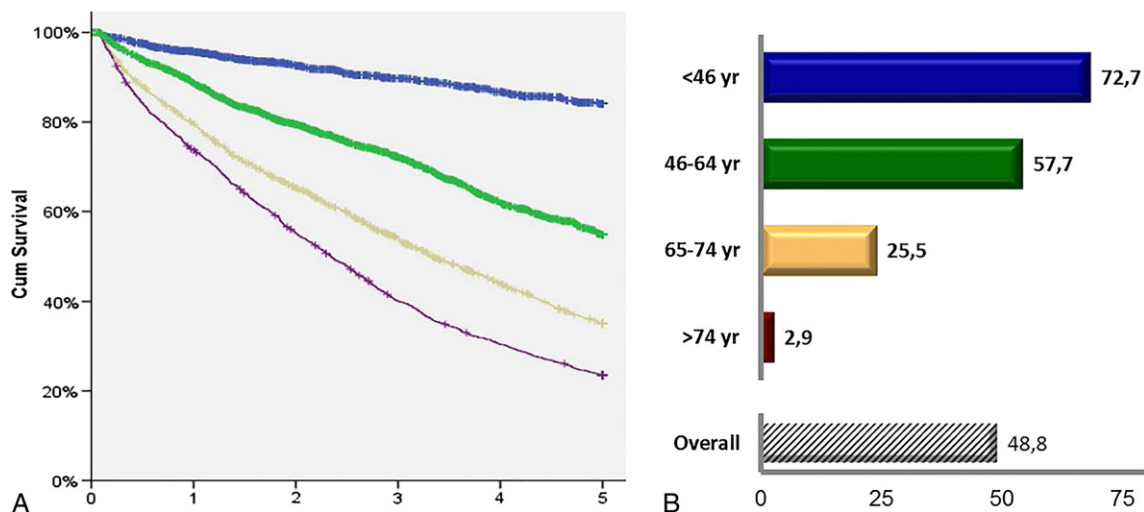 100%
80%
60%
40%
20%
0%
Cum Survival
0 1 2 3 4 5
A
<46 yr 72,7
46-64 yr 57,7
65-74 yr 25,5
>74 yr 2,9
Overall 48,8
0 25 50 75
B